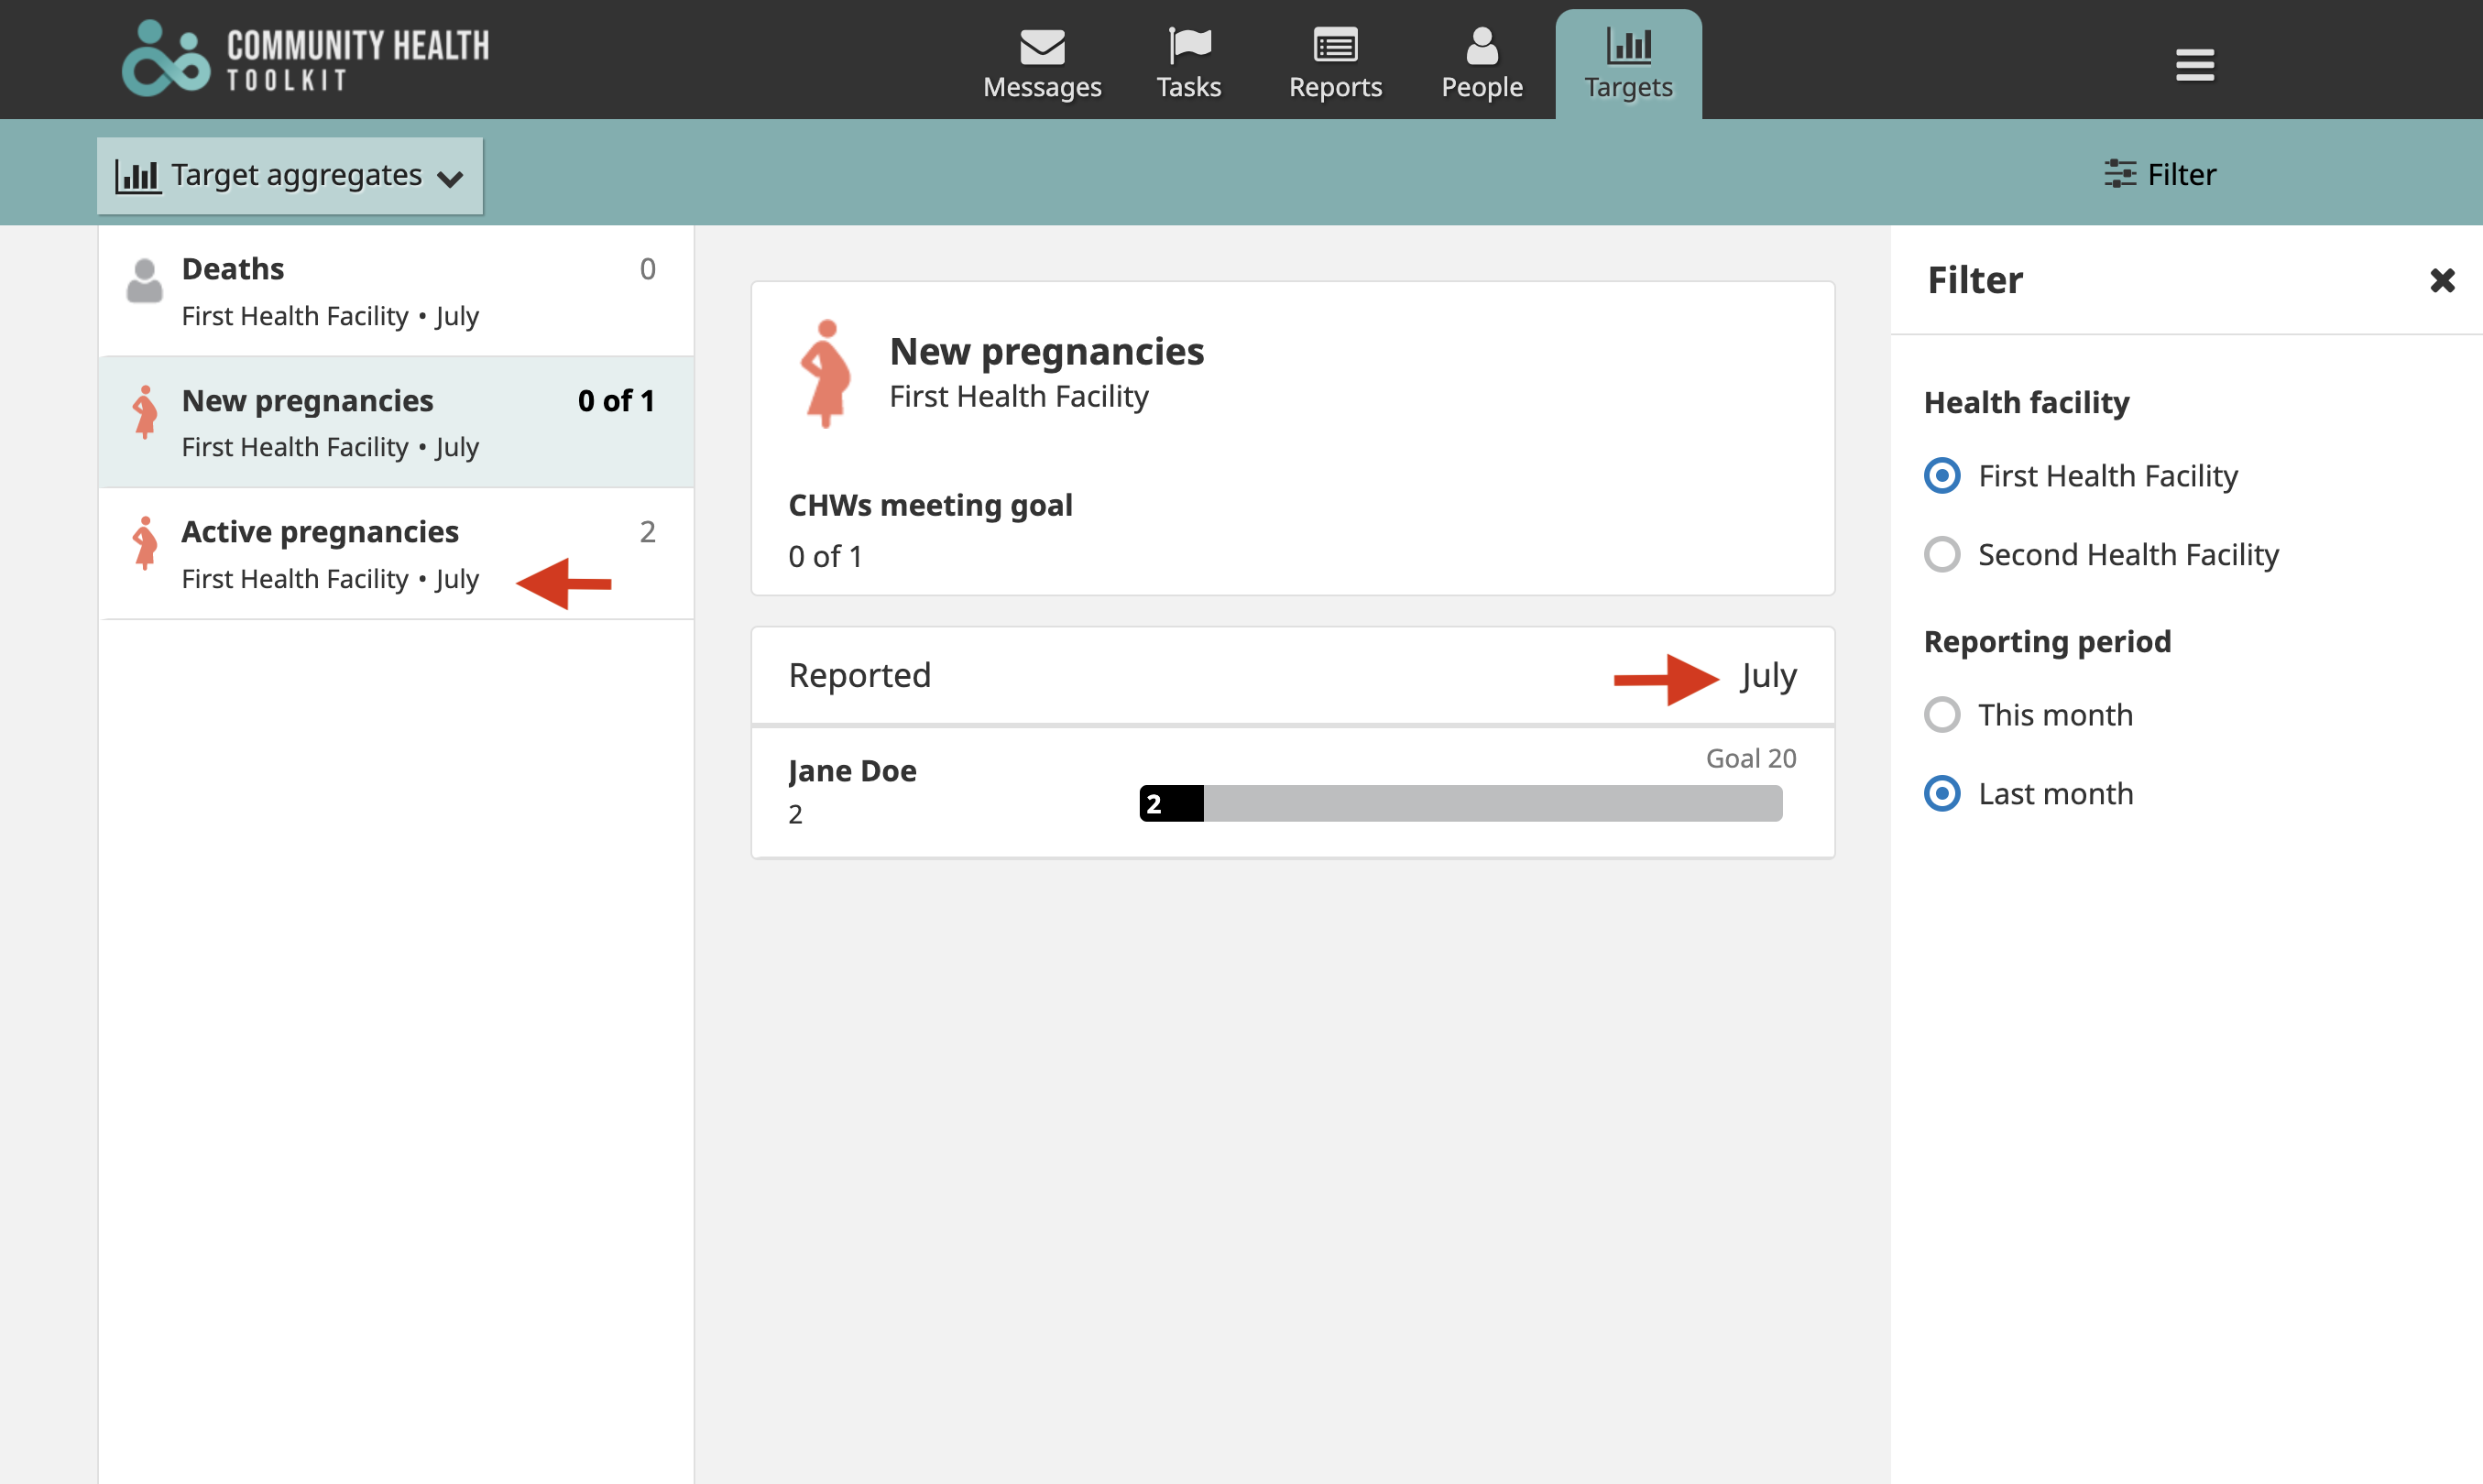 COMMUNITY HEALTH
TOOLKIT
Messages
Tasks
Reports
People
Targets
Target aggregates
Filter
Deaths
0
First Health Facility • July
New pregnancies
0 of 1
First Health Facility • July
Active pregnancies
2
First Health Facility • July
New pregnancies
First Health Facility
CHWs meeting goal
0 of 1
Reported
July
Jane Doe
2
Goal 20
2
Filter
Health facility
First Health Facility
Second Health Facility
Reporting period
This month
Last month